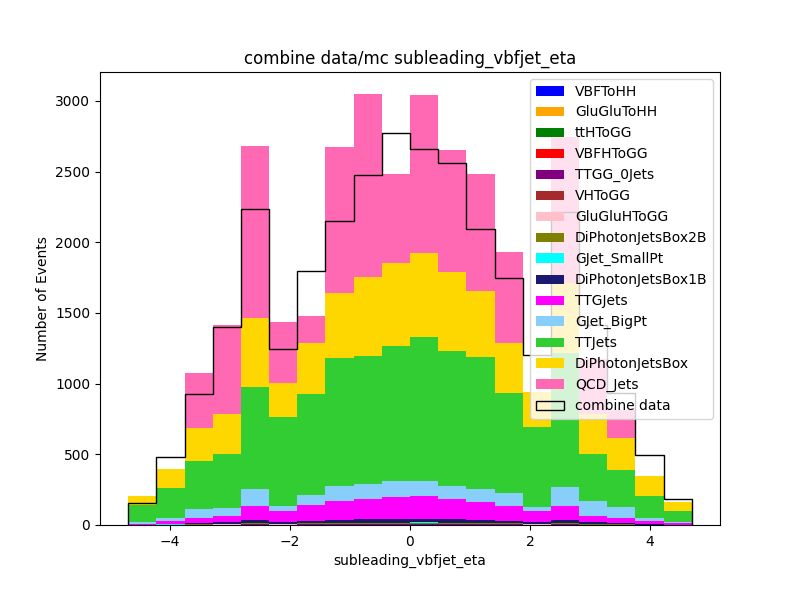 combine data/mc subleading_vbfjet_eta
3000
2500
2000
1500
1000
500
0
Number of Events
−4
−2
0
2
4
subleading_vbfjet_eta
VBFToHH
GluGluToHH
ttHToGG
VBFHToGG
TTGG_0Jets
VHToGG
GluGluHToGG
DiPhotonJetsBox2B
GJet_SmallPt
DiPhotonJetsBox1B
TTGJets
GJet_BigPt
TTJets
DiPhotonJetsBox
QCD_Jets
combine data